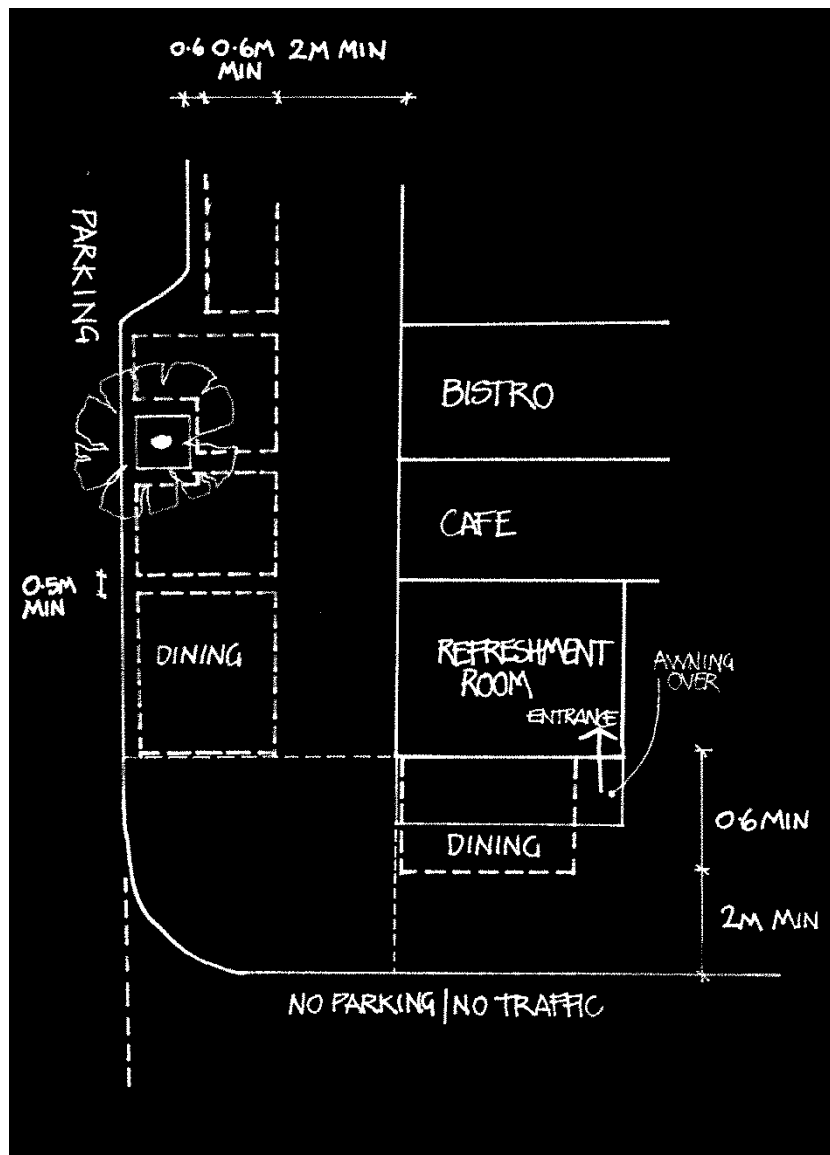 0.6 0.6M 2M MIN
MIN
PARKING
BISTRO
CAFE
0.5M
MIN
DINING
REFRESHMENT
ROOM
ENTRANCE
AWNING
OVER
0.6 MIN
DINING
2M MIN
NO PARKING | NO TRAFFIC